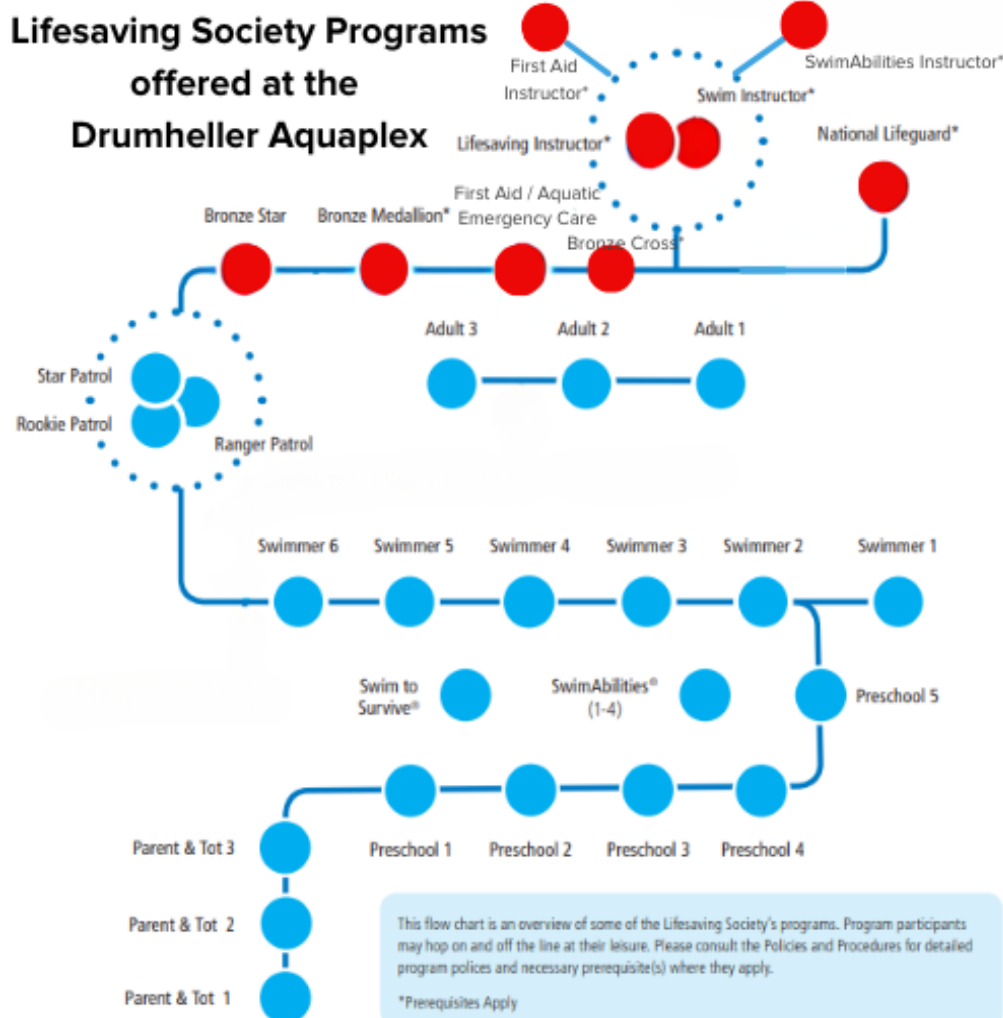 Lifesaving Society Programs
offered at the
Drumheller Aquaplex
First Aid
Instructor*
SwimAbilities Instructor*
Swim Instructor*
Lifesaving Instructor*
National Lifeguard*
First Aid / Aquatic
Emergency Care
Bronze Star
Bronze Medallion*
Bronze Cross*
Adult 3
Adult 2
Adult 1
Star Patrol
Rookie Patrol
Ranger Patrol
Swimmer 6
Swimmer 5
Swimmer 4
Swimmer 3
Swimmer 2
Swimmer 1
Swim to
Survive®
SwimAbilities®
(1-4)
Preschool 5
Parent & Tot 3
Preschool 1
Preschool 2
Preschool 3
Preschool 4
Parent & Tot 2
Parent & Tot 1
This flow chart is an overview of some of the Lifesaving Society's programs. Program participants
may hop on and off the line at their leisure. Please consult the Policies and Procedures for detailed
program polices and necessary prerequisite(s) where they apply.
*Prerequisites Apply